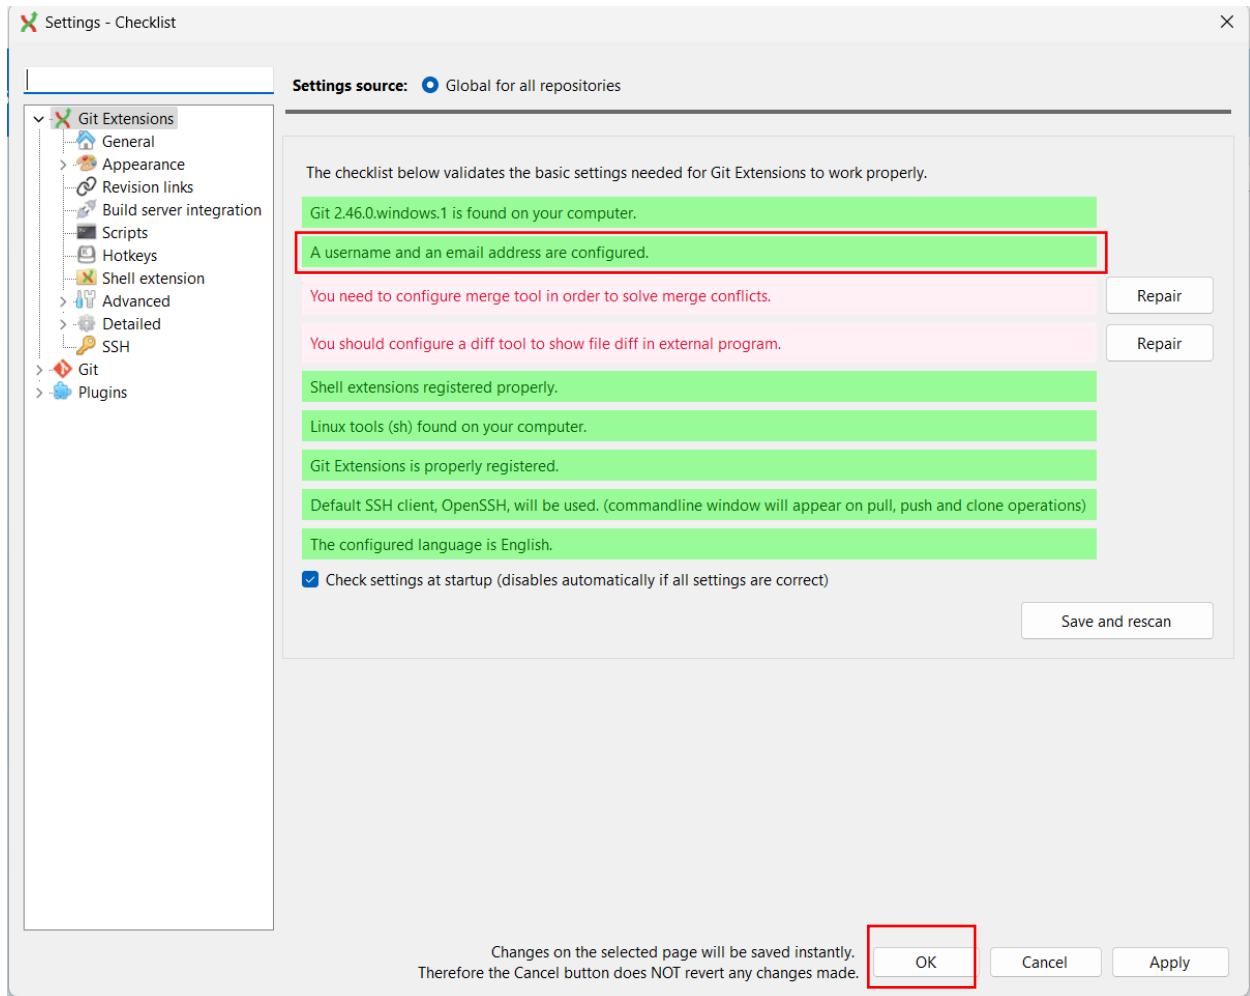 Settings - Checklist
Settings source: Global for all repositories
Git Extensions
General
Appearance
Revision links
Build server integration
Scripts
Hotkeys
Shell extension
Advanced
Detailed
SSH
Git
Plugins
The checklist below validates the basic settings needed for Git Extensions to work properly.
Git 2.46.0.windows.1 is found on your computer.
A username and an email address are configured.
You need to configure merge tool in order to solve merge conflicts.
Repair
You should configure a diff tool to show file diff in external program.
Repair
Shell extensions registered properly.
Linux tools (sh) found on your computer.
Git Extensions is properly registered.
Default SSH client, OpenSSH, will be used. (commandline window will appear on pull, push and clone operations)
The configured language is English.
Check settings at startup (disables automatically if all settings are correct)
Save and rescan
Changes on the selected page will be saved instantly.
Therefore the Cancel button does NOT revert any changes made.
OK
Cancel
Apply